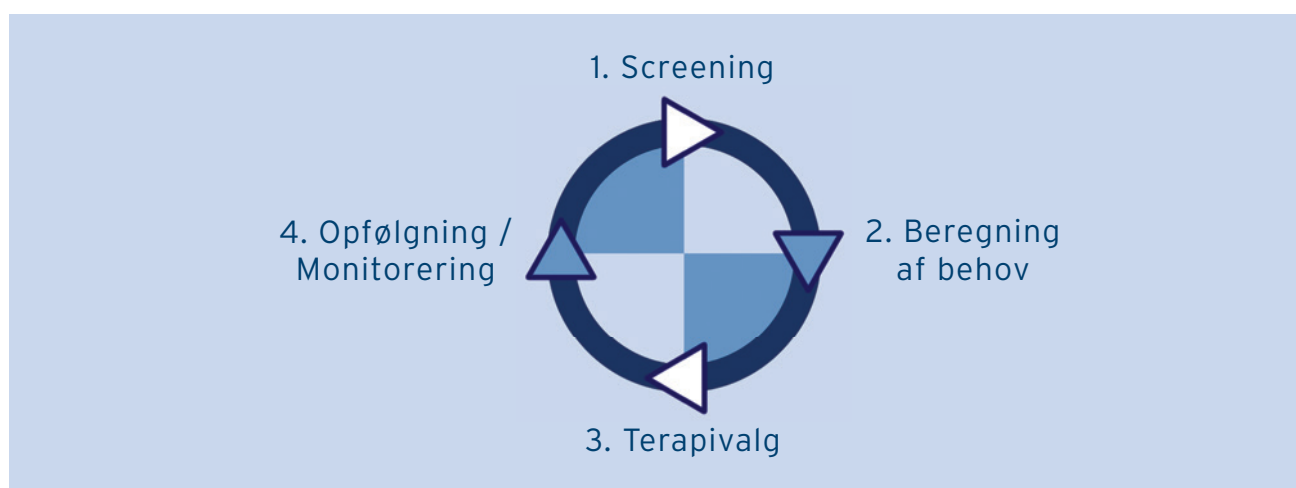 1. Screening
2. Beregning
af behov
3. Terapivalg
4. Opfølgning /
Monitorering